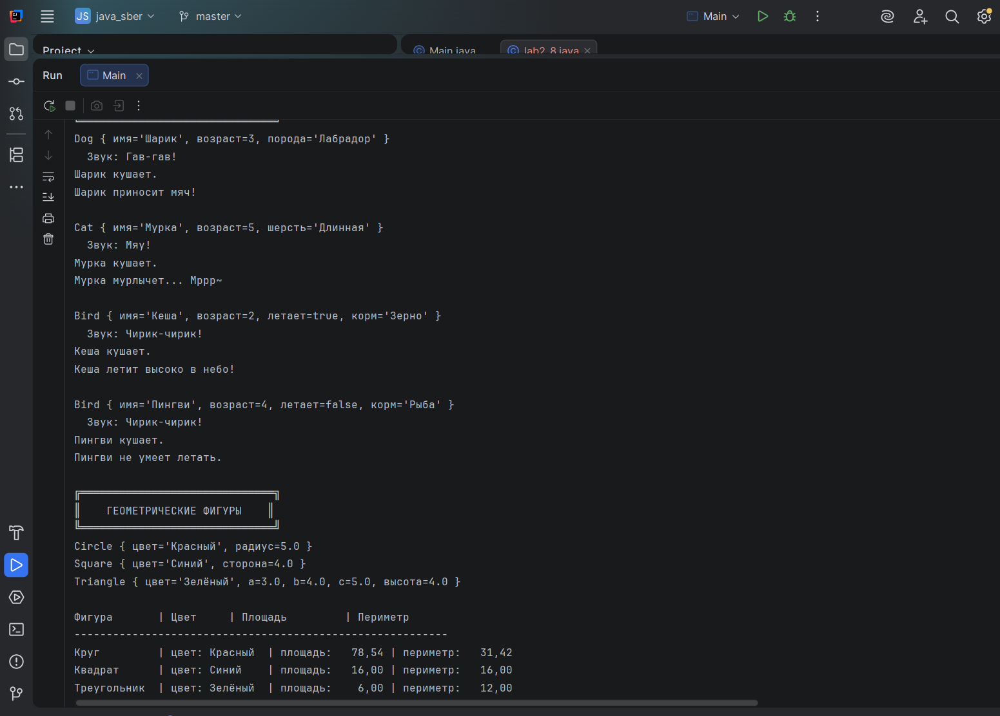 JS java_sber master Main
Project Main.java lab2_8.java
Run Main
Dog { имя='Шарик', возраст=3, порода='Лабрадор' }
  Звук: Гав-гав!
Шарик кушает.
Шарик приносит мяч!

Cat { имя='Мурка', возраст=5, шерсть='Длинная' }
  Звук: Мяу!
Мурка кушает.
Мурка мурлычет... Мррр~

Bird { имя='Кеша', возраст=2, летает=true, корм='Зерно' }
  Звук: Чирик-чирик!
Кеша кушает.
Кеша летит высоко в небо!

Bird { имя='Пингви', возраст=4, летает=false, корм='Рыба' }
  Звук: Чирик-чирик!
Пингви кушает.
Пингви не умеет летать.

╔══════════════════════════════╗
║    ГЕОМЕТРИЧЕСКИЕ ФИГУРЫ    ║
╚══════════════════════════════╝
Circle { цвет='Красный', радиус=5.0 }
Square { цвет='Синий', сторона=4.0 }
Triangle { цвет='Зелёный', a=3.0, b=4.0, c=5.0, высота=4.0 }

Фигура       | Цвет     | Площадь         | Периметр
----------------------------------------------------------
Круг         | цвет: Красный  | площадь:   78,54 | периметр:   31,42
Квадрат      | цвет: Синий    | площадь:   16,00 | периметр:   16,00
Треугольник  | цвет: Зелёный  | площадь:    6,00 | периметр:   12,00